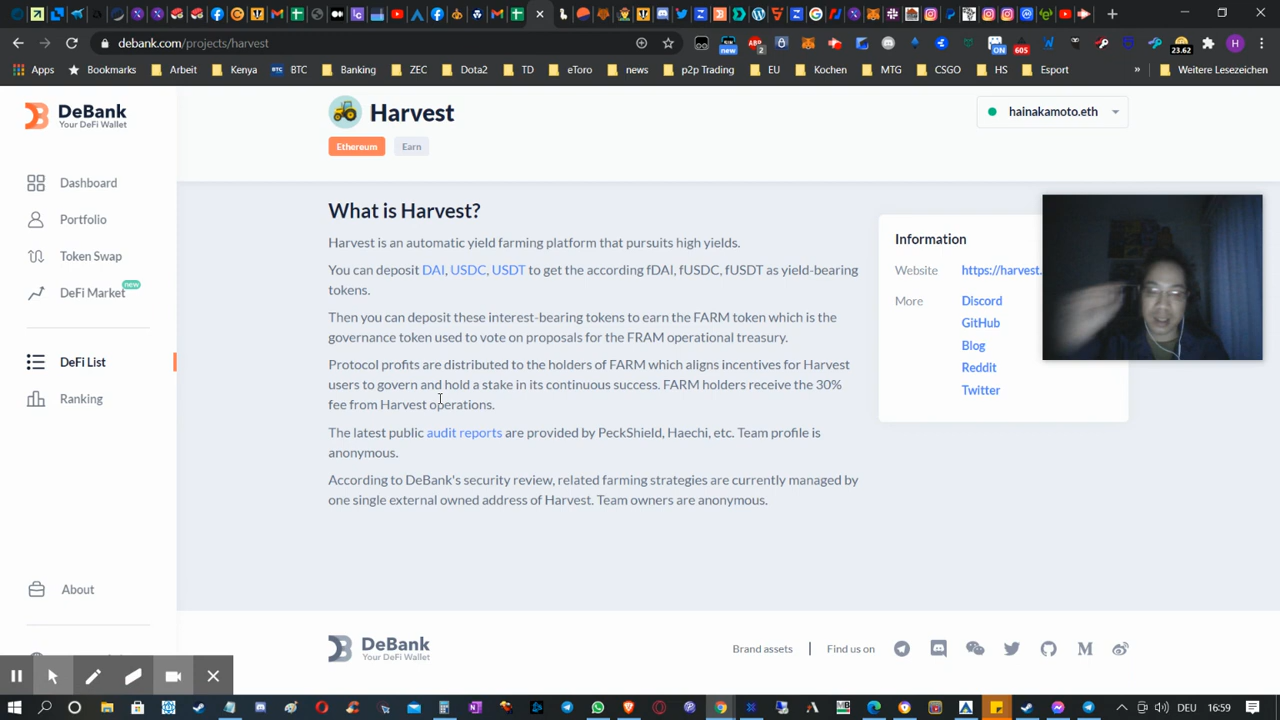 debank.com/projects/harvest
new
2
ON
605
23.62
H
Apps
Bookmarks
Arbeit
Kenya
BTC
BTC
Banking
ZEC
Dota2
TD
eToro
news
p2p Trading
EU
Kochen
MTG
CSGO
HS
Esport
»
Weitere Lesezeichen
DeBank
Your DeFi Wallet
Harvest
hainakamoto.eth
Ethereum
Earn
Dashboard
Portfolio
Token Swap
DeFi Market
new
DeFi List
Ranking
About
What is Harvest?
Harvest is an automatic yield farming platform that pursuits high yields.
You can deposit DAI, USDC, USDT to get the according fDAI, fUSDC, fUSDT as yield-bearing
tokens.
Then you can deposit these interest-bearing tokens to earn the FARM token which is the
governance token used to vote on proposals for the FRAM operational treasury.
Protocol profits are distributed to the holders of FARM which aligns incentives for Harvest
users to govern and hold a stake in its continuous success. FARM holders receive the 30%
fee from Harvest operations.
The latest public audit reports are provided by PeckShield, Haechi, etc. Team profile is
anonymous.
According to DeBank's security review, related farming strategies are currently managed by
one single external owned address of Harvest. Team owners are anonymous.
Information
Website
https://harvest.
More
Discord
GitHub
Blog
Reddit
Twitter
DeBank
Your DeFi Wallet
Brand assets
Find us on
DEU
16:59